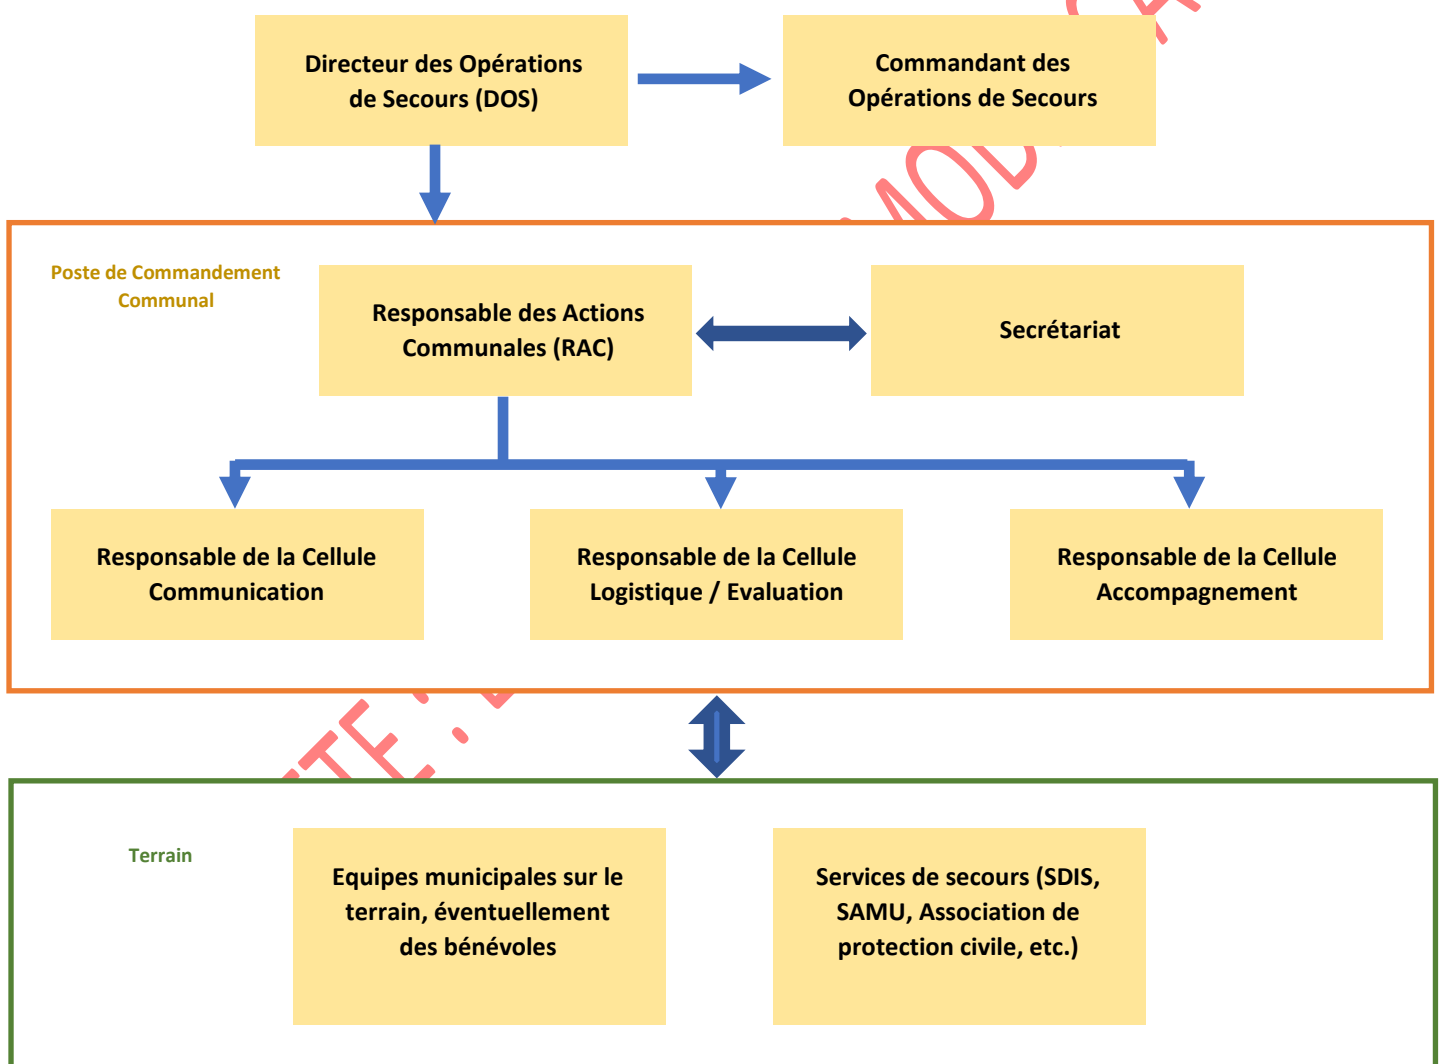 Directeur des Opérations
de Secours (DOS)
Commandant des
Opérations de Secours
Poste de Commandement
Communal
Responsable des Actions
Communales (RAC)
Secrétariat
Responsable de la Cellule
Communication
Responsable de la Cellule
Logistique / Evaluation
Responsable de la Cellule
Accompagnement
Terrain
Equipes municipales sur le
terrain, éventuellement
des bénévoles
Services de secours (SDIS,
SAMU, Association de
protection civile, etc.)